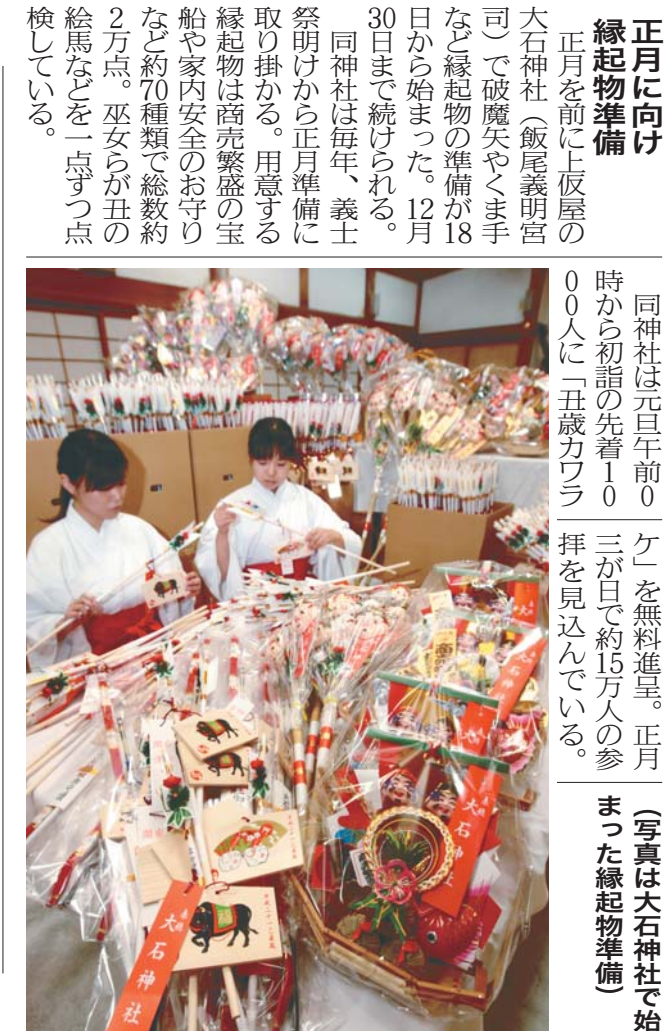 正月に向け
縁起物準備
正月を前に上仮屋の
大石神社（飯尾義明宮
司）で破魔矢やくま手
など縁起物の準備が18
日から始まった。12月
30日まで続けられる。
同神社は毎年、義士
祭明けから正月準備に
取り掛かる。用意する
縁起物は商売繁盛の宝
船や家内安全のお守り
など約70種類で総数約
２万点。巫女らが丑の
絵馬などを一点ずつ点
検している。
同神社は元旦午前０
時から初詣の先着１０
００人に「丑歳カワラ
ケ」を無料進呈。正月
三が日で約15万人の参
拝を見込んでいる。
（写真は大石神社で始
まった縁起物準備）
大石神社
大石神社
大石神社